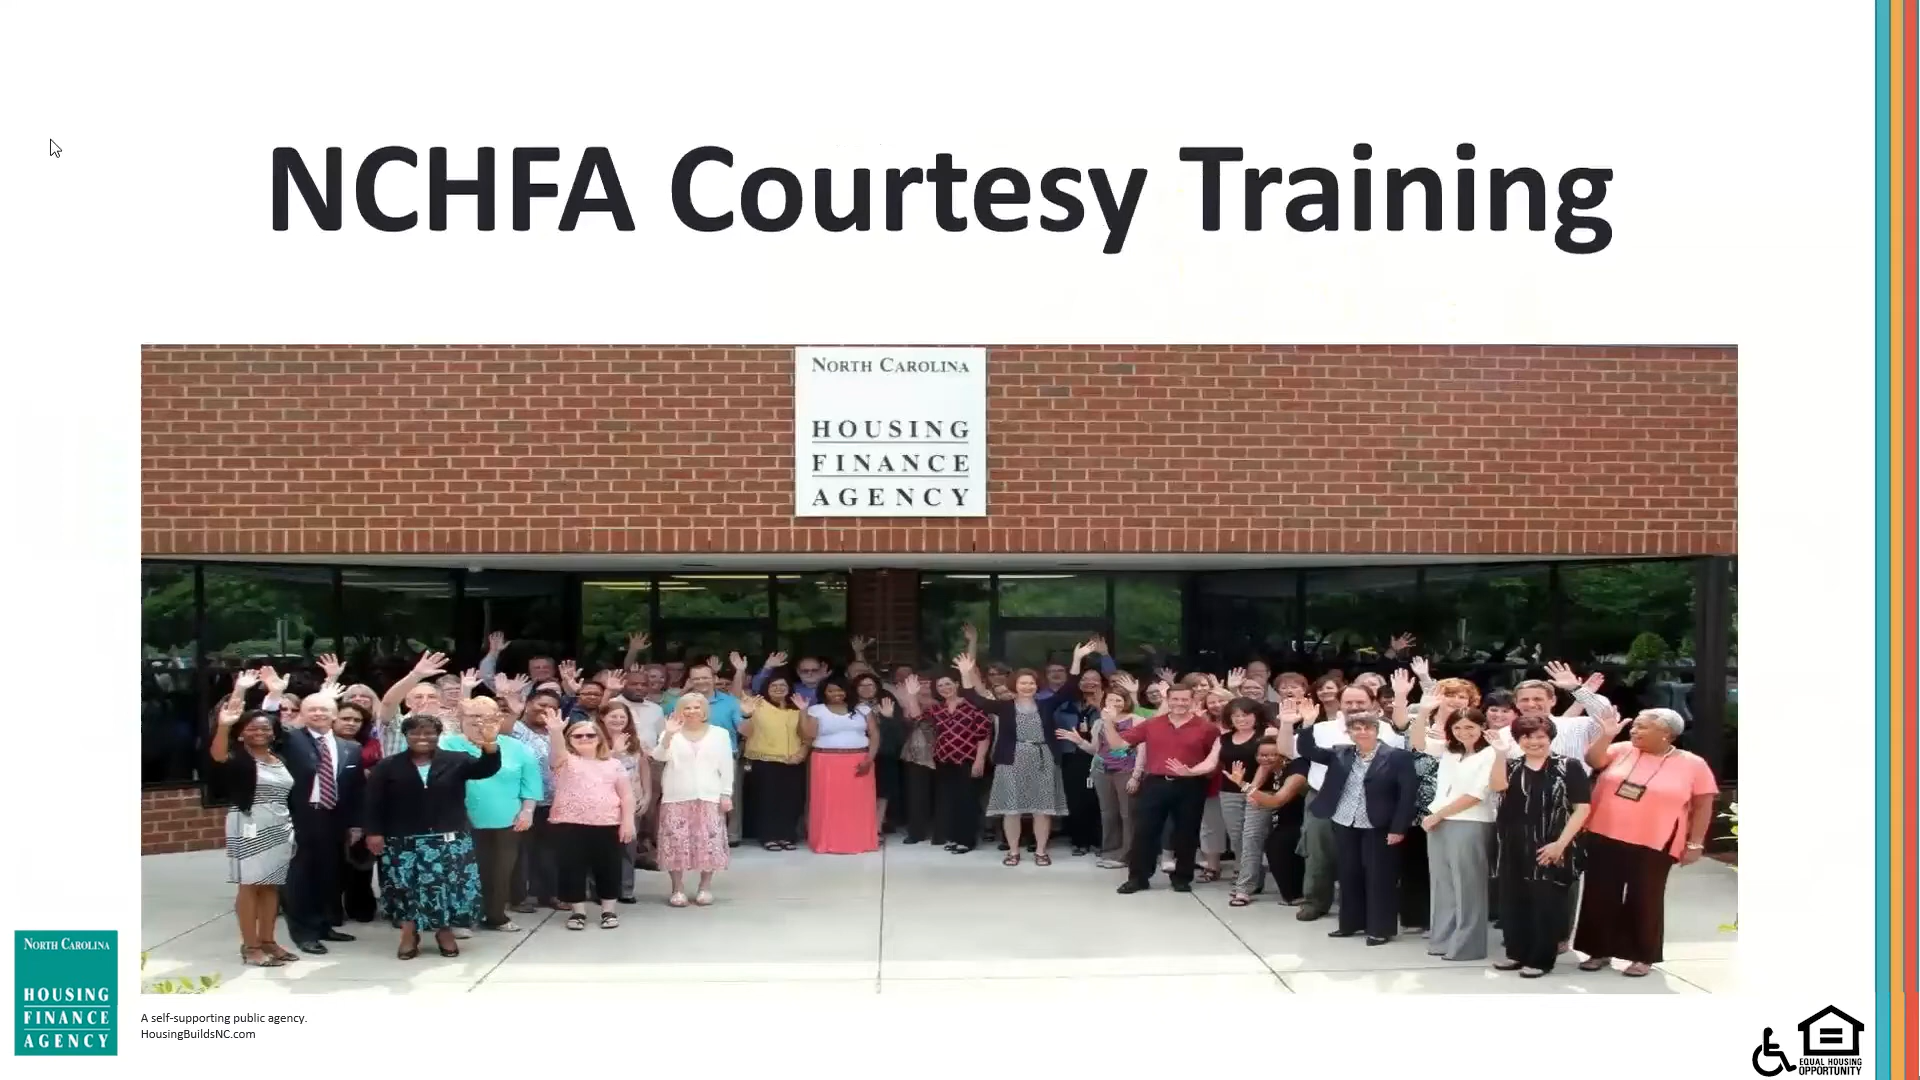 NCHFA Courtesy Training
NORTH CAROLINA
HOUSING
FINANCE
AGENCY
NORTH CAROLINA
HOUSING
FINANCE
AGENCY
A self-supporting public agency.
HousingBuildsNC.com
EQUAL HOUSING
OPPORTUNITY